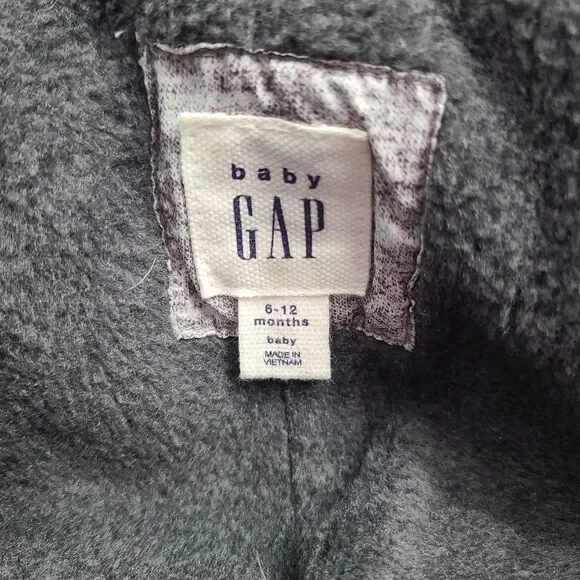 baby
GAP
6-12
months
baby
MADE IN
VIETNAM